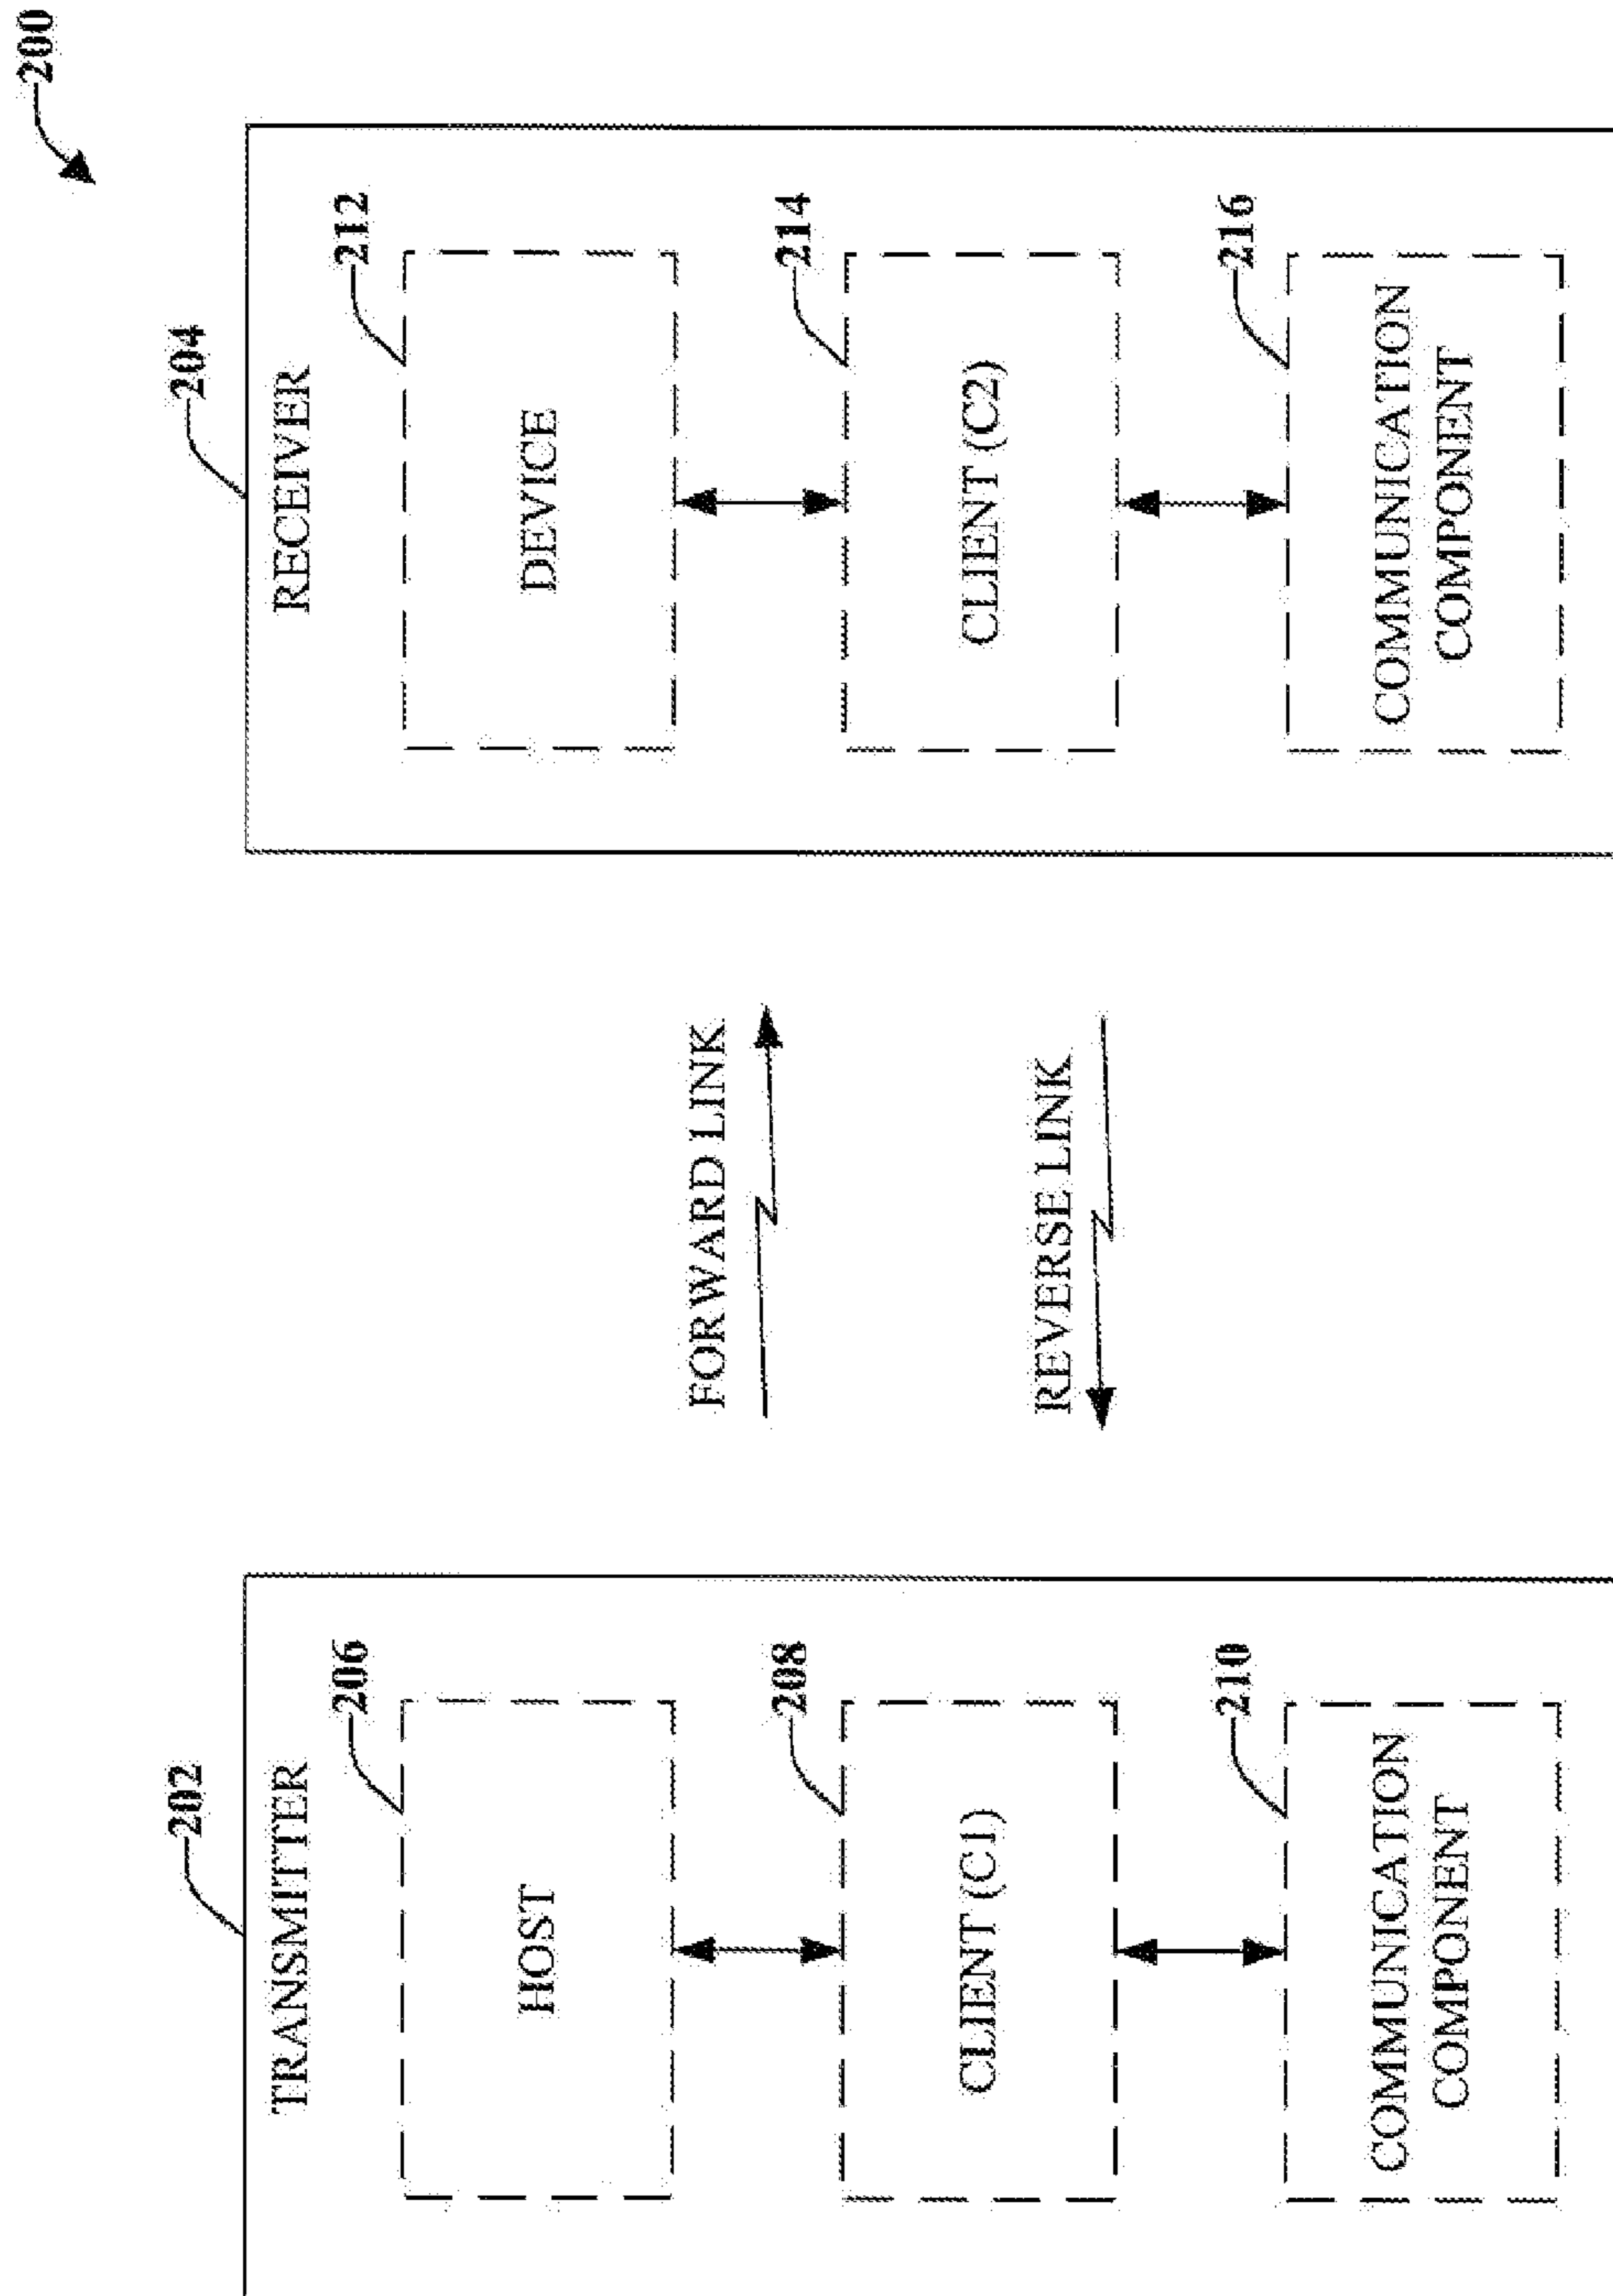 200
202
TRANSMITTER
206
HOST
208
CLIENT (C1)
210
COMMUNICATION
COMPONENT
FORWARD LINK
REVERSE LINK
204
RECEIVER
212
DEVICE
214
CLIENT (C2)
216
COMMUNICATION
COMPONENT